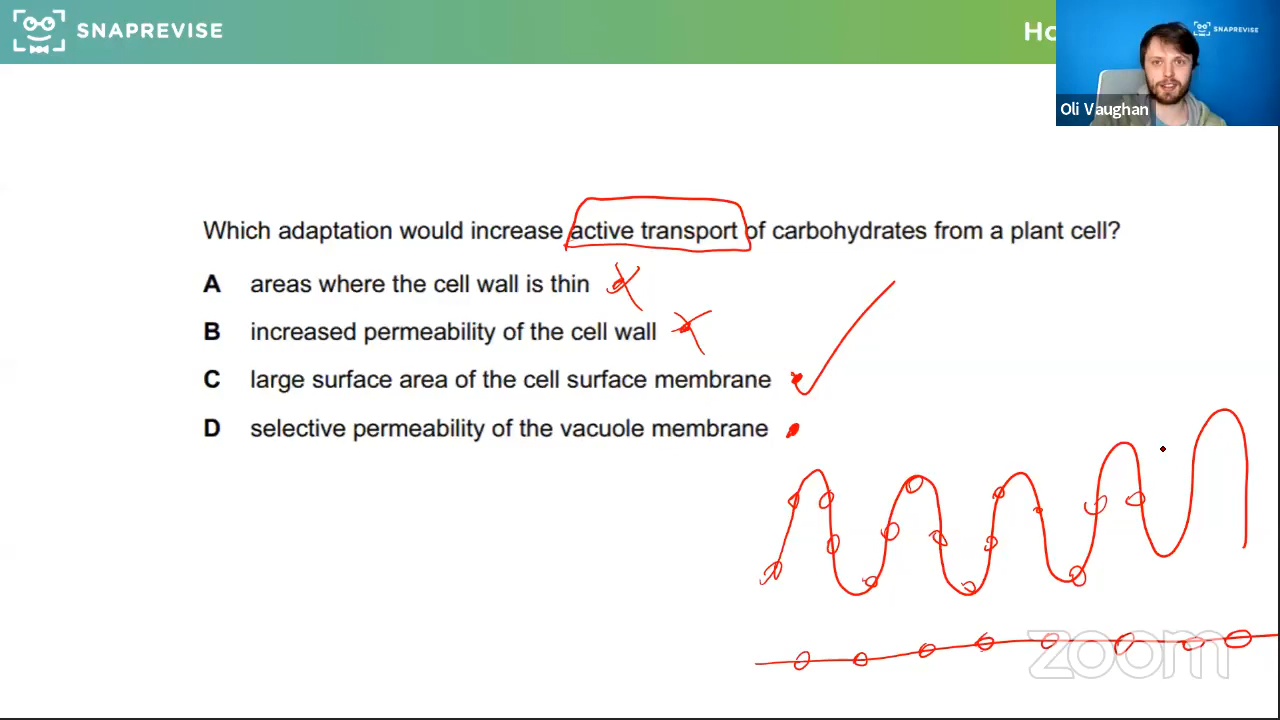 SNAPREVISE
Ho
SNAPREVISE
Oli Vaughan
Which adaptation would increase active transport of carbohydrates from a plant cell?
A areas where the cell wall is thin
B increased permeability of the cell wall
C large surface area of the cell surface membrane
D selective permeability of the vacuole membrane
zoom